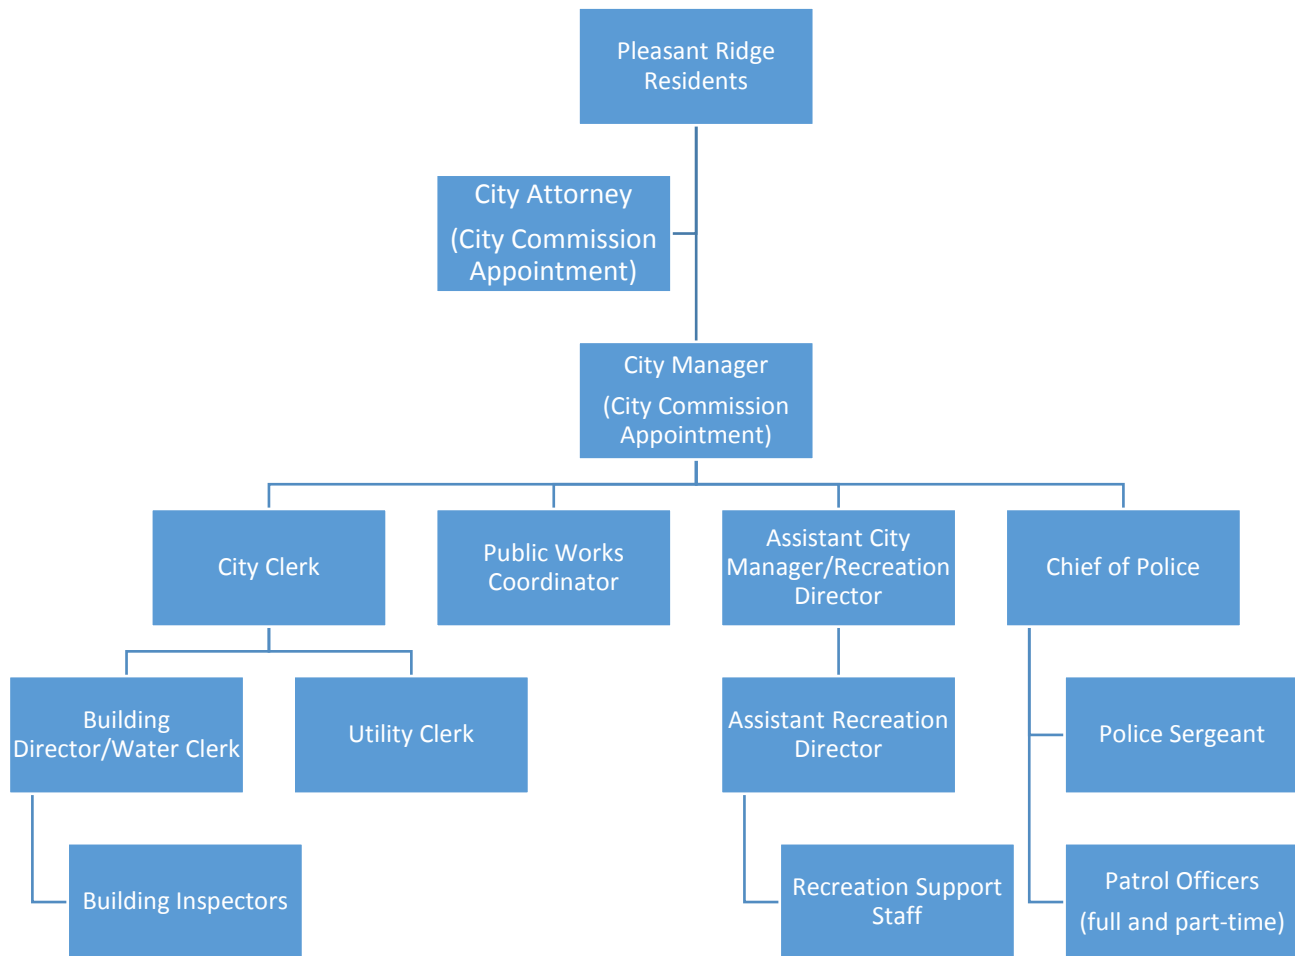 Pleasant Ridge
Residents
City Attorney
(City Commission
Appointment)
City Manager
(City Commission
Appointment)
City Clerk
Public Works
Coordinator
Assistant City
Manager/Recreation
Director
Chief of Police
Building
Director/Water Clerk
Utility Clerk
Assistant Recreation
Director
Police Sergeant
Building Inspectors
Recreation Support
Staff
Patrol Officers
(full and part-time)